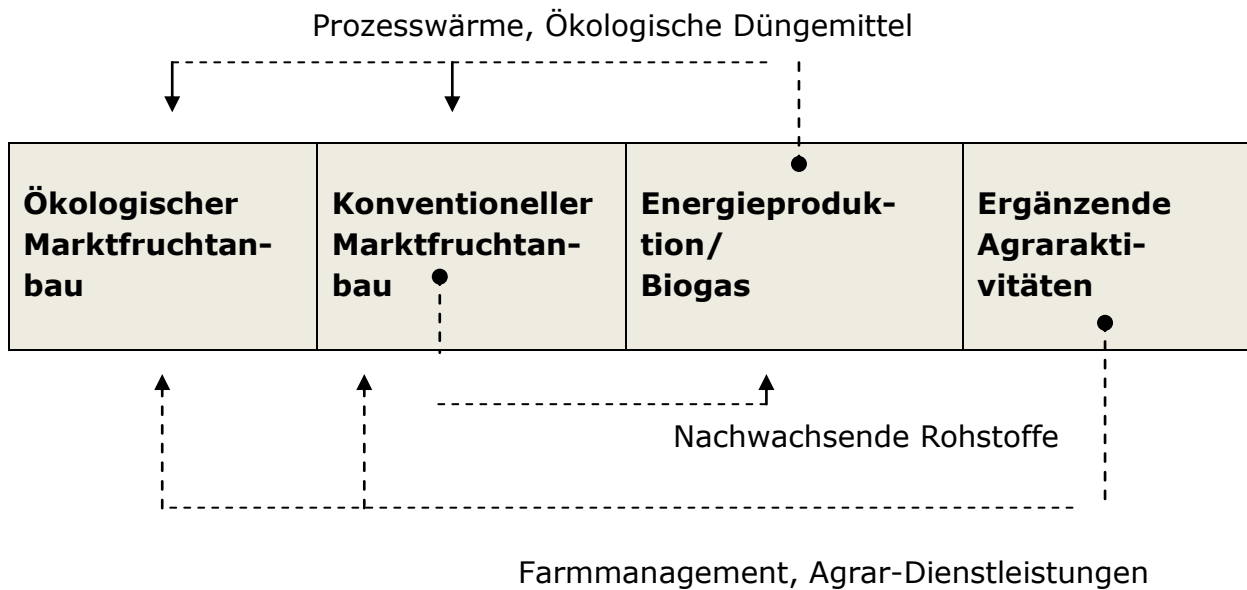 Prozesswärme, Ökologische Düngemittel
Ökologischer
Marktfruchtan-
bau
Konventioneller
Marktfruchtan-
bau
Energieproduk-
tion/
Biogas
Ergänzende
Agrarakti-
vitäten
Nachwachsende Rohstoffe
Farmmanagement, Agrar-Dienstleistungen